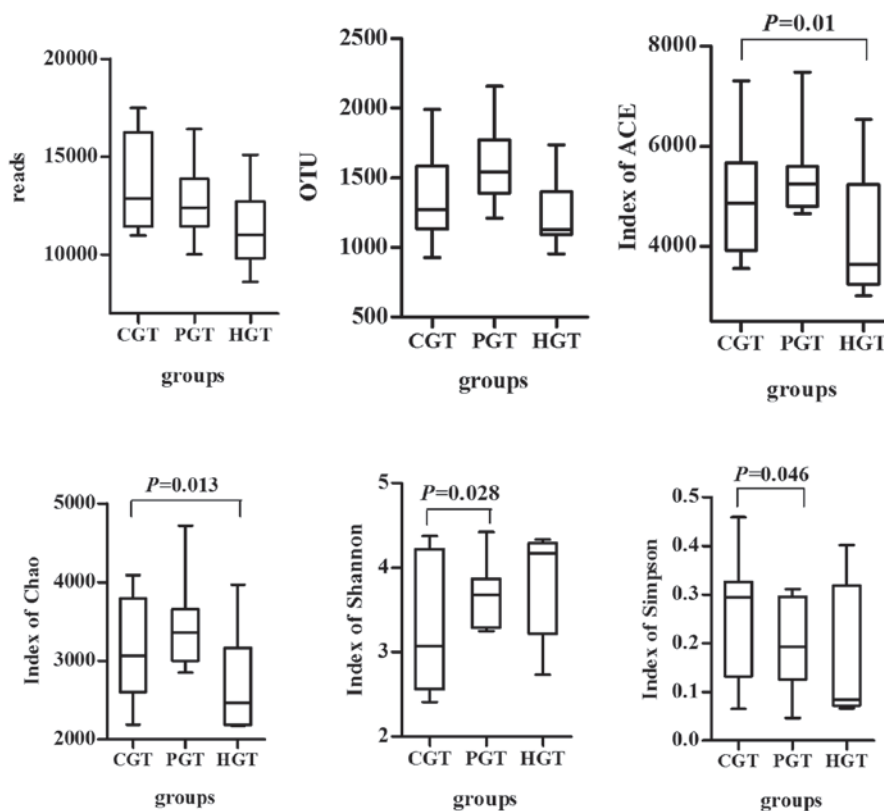 reads
20000
15000
10000
CGT PGT HGT
groups
OTU
2500
2000
1500
1000
500
CGT PGT HGT
groups
P=0.01
Index of ACE
8000
6000
4000
CGT PGT HGT
groups
P=0.013
Index of Chao
5000
4000
3000
2000
CGT PGT HGT
groups
P=0.028
Index of Shannon
5
4
3
2
CGT PGT HGT
groups
P=0.046
Index of Simpson
0.5
0.4
0.3
0.2
0.1
0.0
CGT PGT HGT
groups